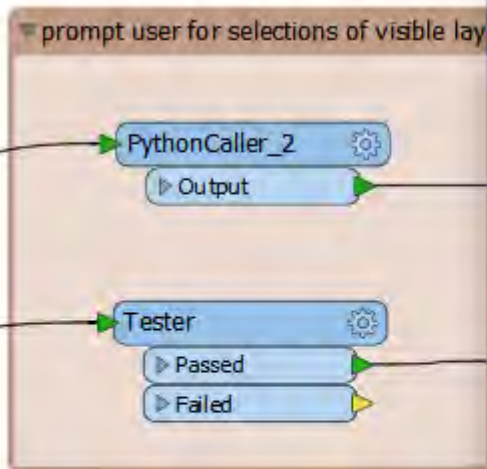 prompt user for selections of visible lay
PythonCaller_2
Output
Tester
Passed
Failed